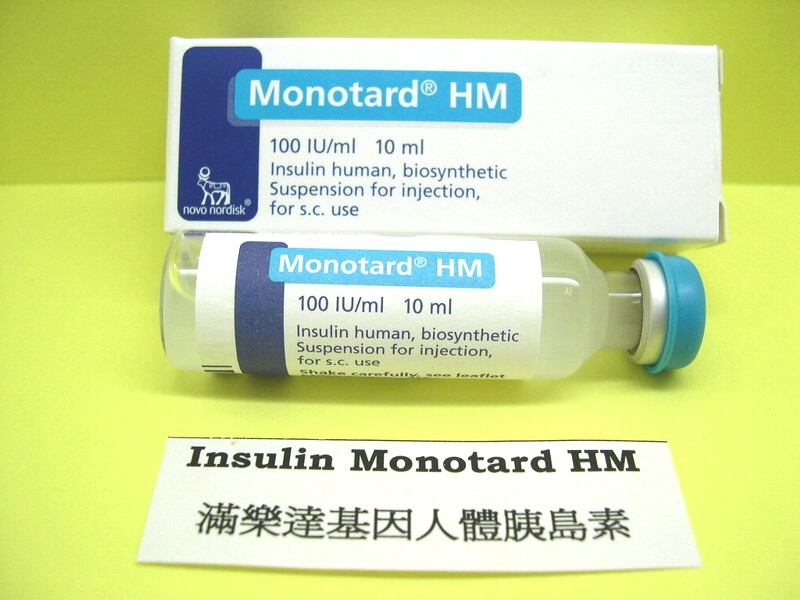 Monotard® HM
100 IU/ml 10 ml
Insulin human, biosynthetic
Suspension for injection,
for s.c. use
novo nordisk®
Monotard® HM
100 IU/ml 10 ml
Insulin human, biosynthetic
Suspension for injection,
for s.c. use
Shake carefully, see leaflet
Insulin Monotard HM
滿樂達基因人體胰島素